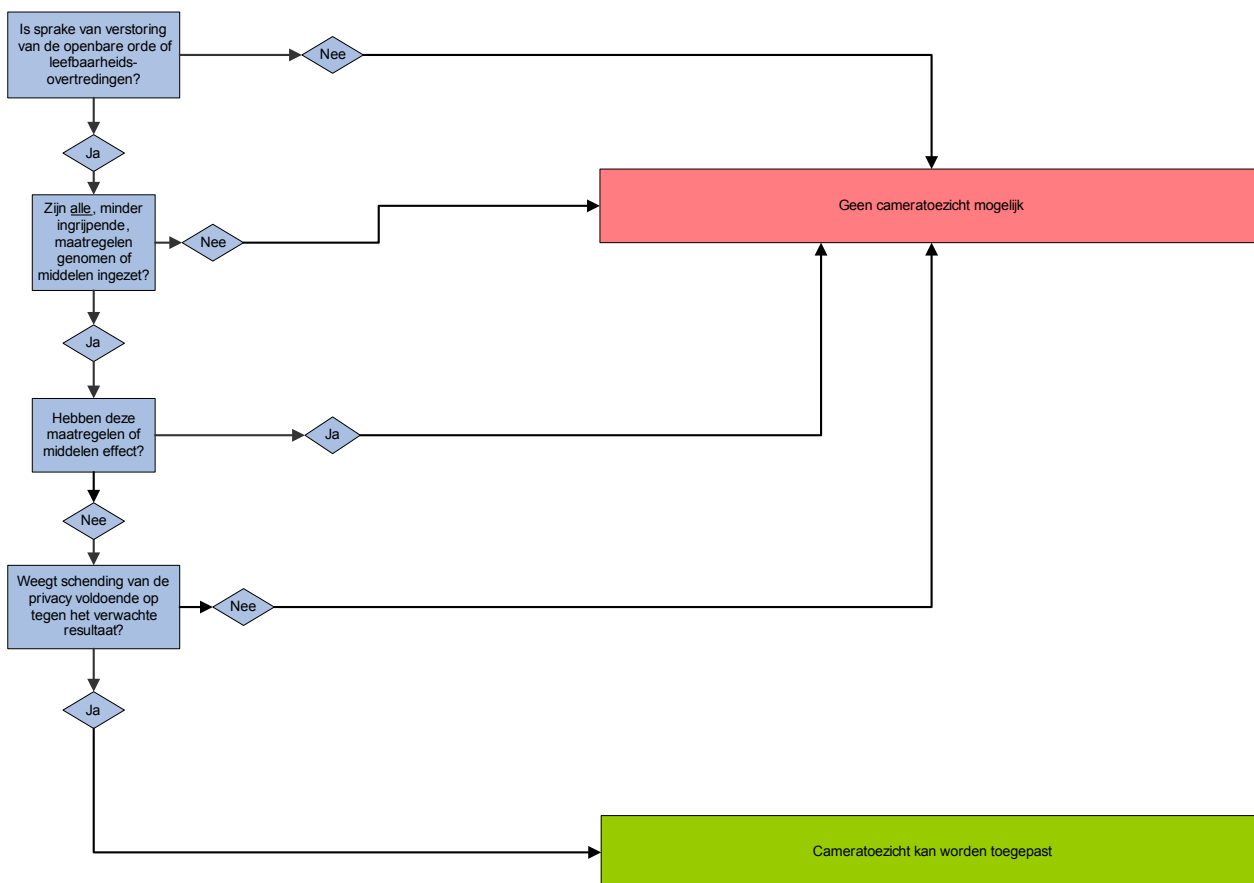 Is sprake van verstoring
van de openbare orde of
leefbaarheids-
overtredingen?
Nee
Ja
Zijn alle, minder
ingrijpende,
maatregelen
genomen of
middelen ingezet?
Nee
Geen cameratoezicht mogelijk
Ja
Hebben deze
maatregelen of
middelen effect?
Ja
Nee
Weegt schending van de
privacy voldoende op
tegen het verwachte
resultaat?
Nee
Ja
Cameratoezicht kan worden toegepast